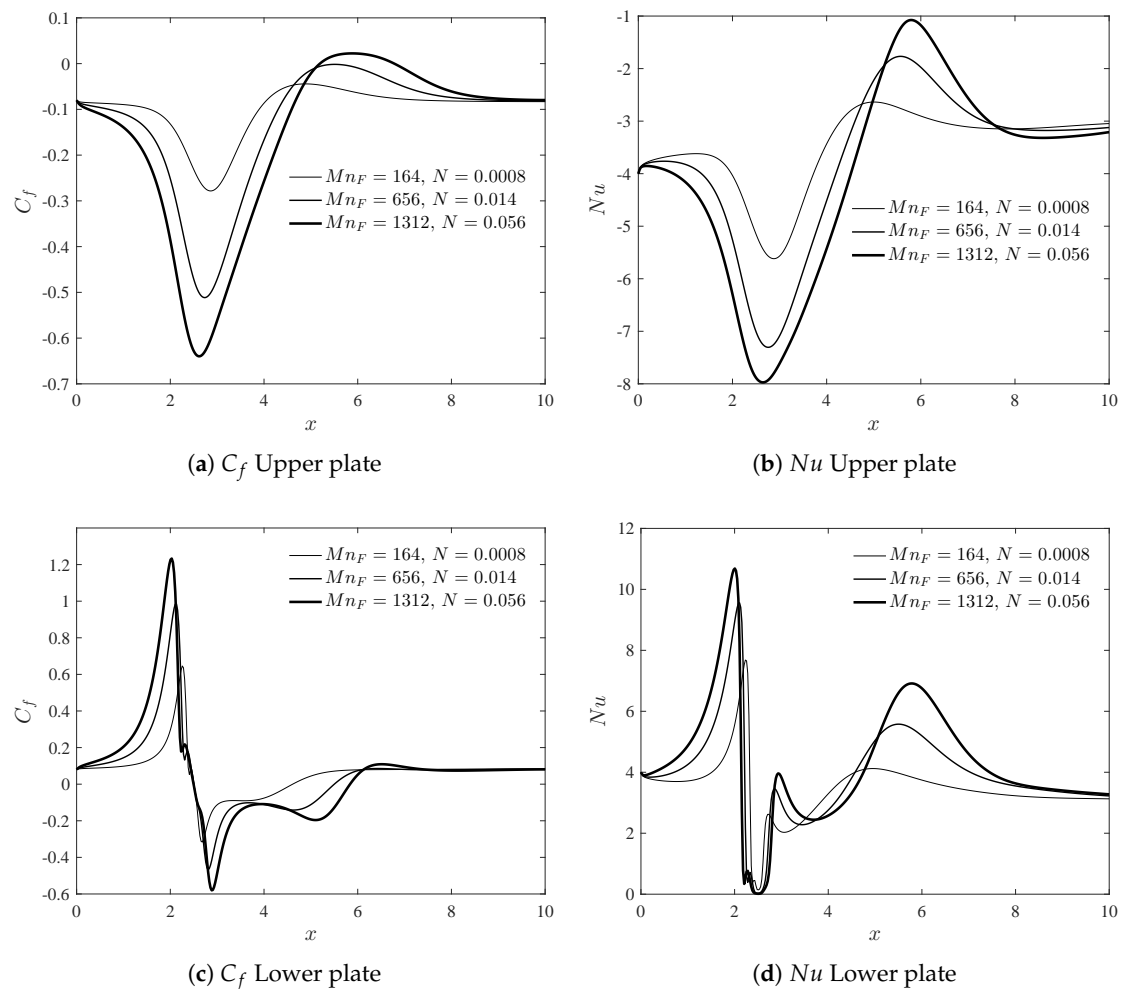 0.1
0
-0.1
-0.2
-0.3
-0.4
-0.5
-0.6
-0.7
C_f
Mn_F = 164, N = 0.0008
Mn_F = 656, N = 0.014
Mn_F = 1312, N = 0.056
0 2 4 6 8 10
x
(a) C_f Upper plate
-1
-2
-3
-4
-5
-6
-7
-8
Nu
Mn_F = 164, N = 0.0008
Mn_F = 656, N = 0.014
Mn_F = 1312, N = 0.056
0 2 4 6 8 10
x
(b) Nu Upper plate
1.2
1
0.8
0.6
0.4
0.2
0
-0.2
-0.4
-0.6
C_f
Mn_F = 164, N = 0.0008
Mn_F = 656, N = 0.014
Mn_F = 1312, N = 0.056
0 2 4 6 8 10
x
(c) C_f Lower plate
12
10
8
6
4
2
0
Nu
Mn_F = 164, N = 0.0008
Mn_F = 656, N = 0.014
Mn_F = 1312, N = 0.056
0 2 4 6 8 10
x
(d) Nu Lower plate